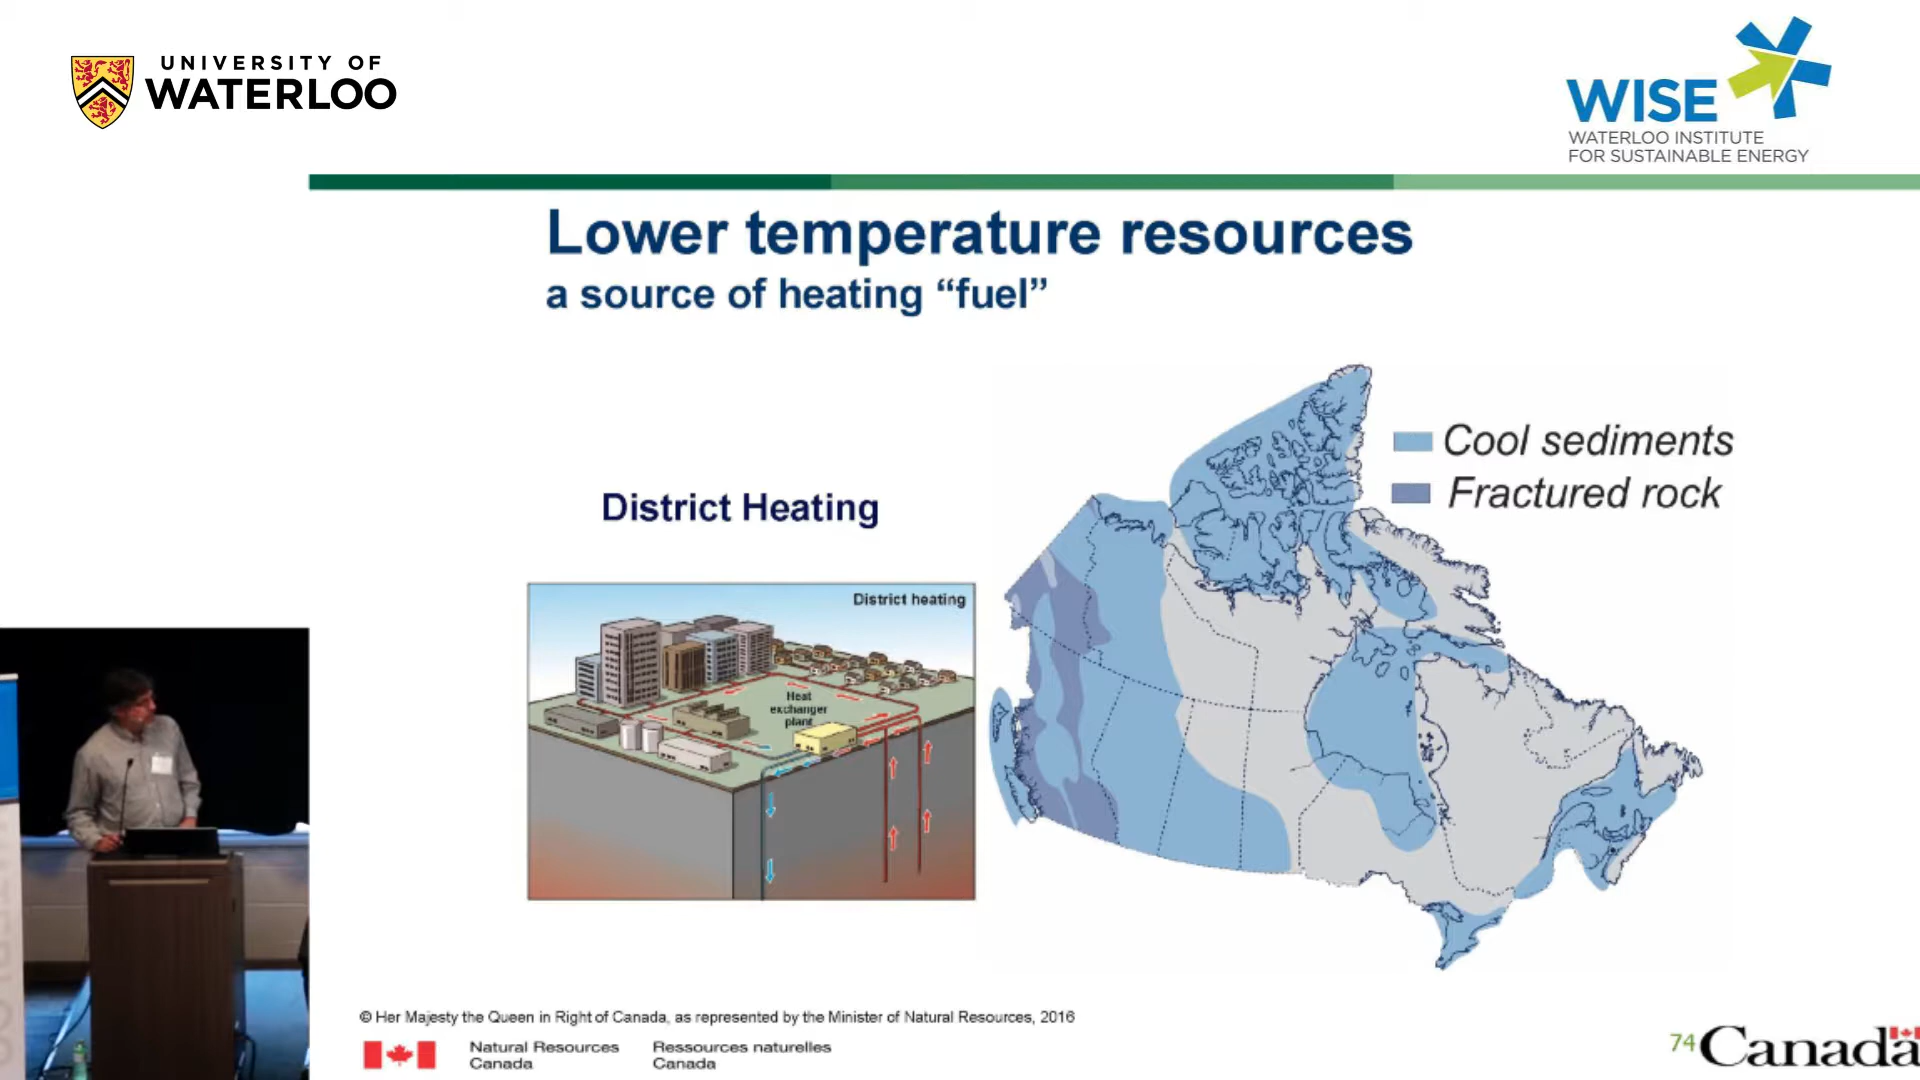 UNIVERSITY OF
WATERLOO
WISE
WATERLOO INSTITUTE
FOR SUSTAINABLE ENERGY
Lower temperature resources
a source of heating “fuel”
Cool sediments
Fractured rock
District Heating
District heating
Heat
exchanger
plant
© Her Majesty the Queen in Right of Canada, as represented by the Minister of Natural Resources, 2016
Natural Resources
Canada
Ressources naturelles
Canada
74
Canada